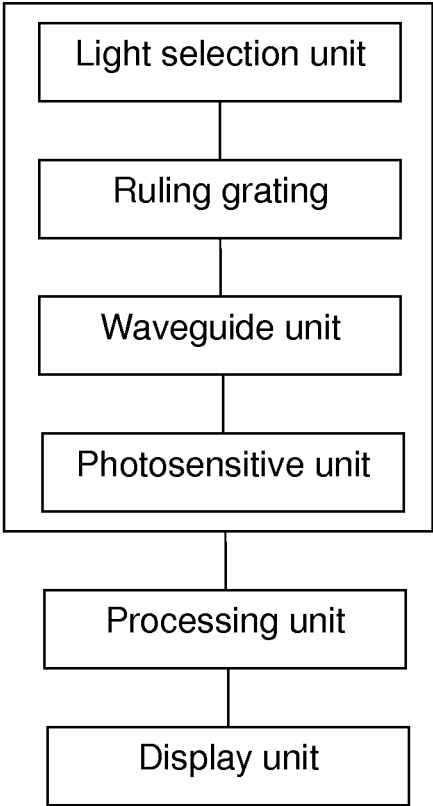 Light selection unit
Ruling grating
Waveguide unit
Photosensitive unit
Processing unit
Display unit